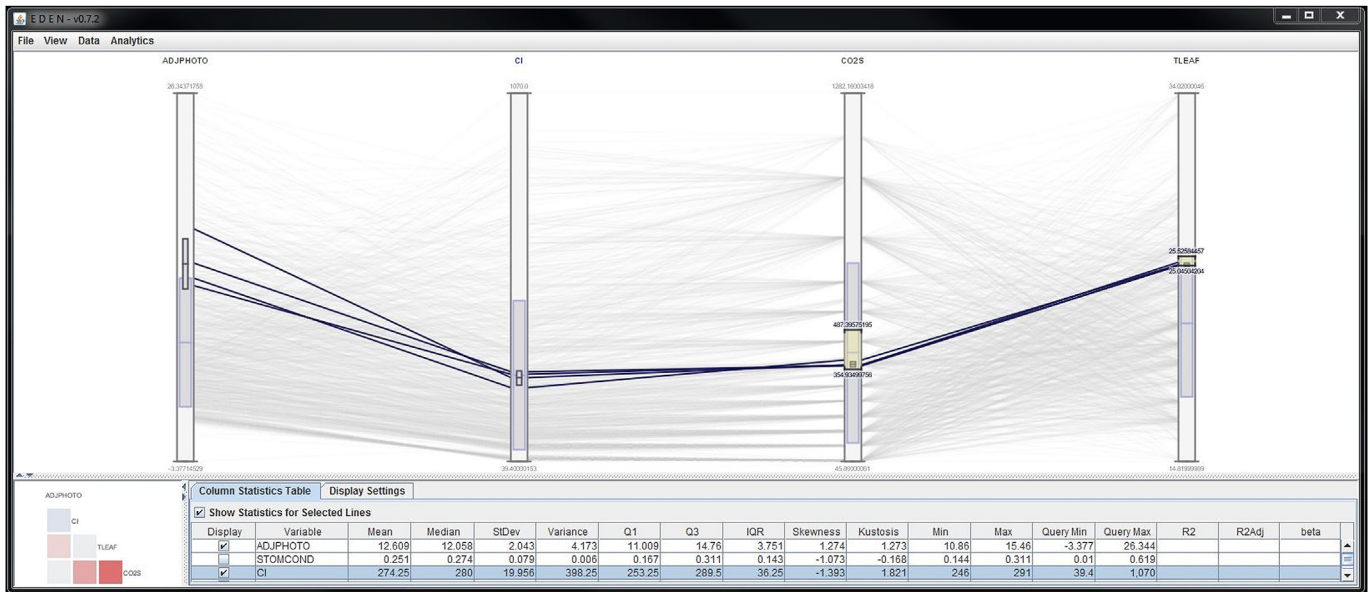 E D E N - v0.7.2
File View Data Analytics
ADJPHOTO CI CO2S TLEAF
26.34371753 1070.0 1282.16003418 34.02000046
25.52584457
25.04504204
487.39575195
354.93499756
-3.37714529 39.40000153 45.86000061 14.81999969
ADJPHOTO
CI
TLEAF
CO2S
Column Statistics Table Display Settings
Show Statistics for Selected Lines
Display Variable Mean Median StDev Variance Q1 Q3 IQR Skewness Kustosis Min Max Query Min Query Max R2 R2Adj beta
ADJPHOTO 12.609 12.058 2.043 4.173 11.009 14.76 3.751 1.274 1.273 10.86 15.46 -3.377 26.344
STOMCOND 0.251 0.274 0.079 0.006 0.167 0.311 0.143 -1.073 -0.168 0.144 0.311 0.01 0.619
CI 274.25 280 19.956 398.25 253.25 289.5 36.25 -1.393 1.821 246 291 39.4 1,070